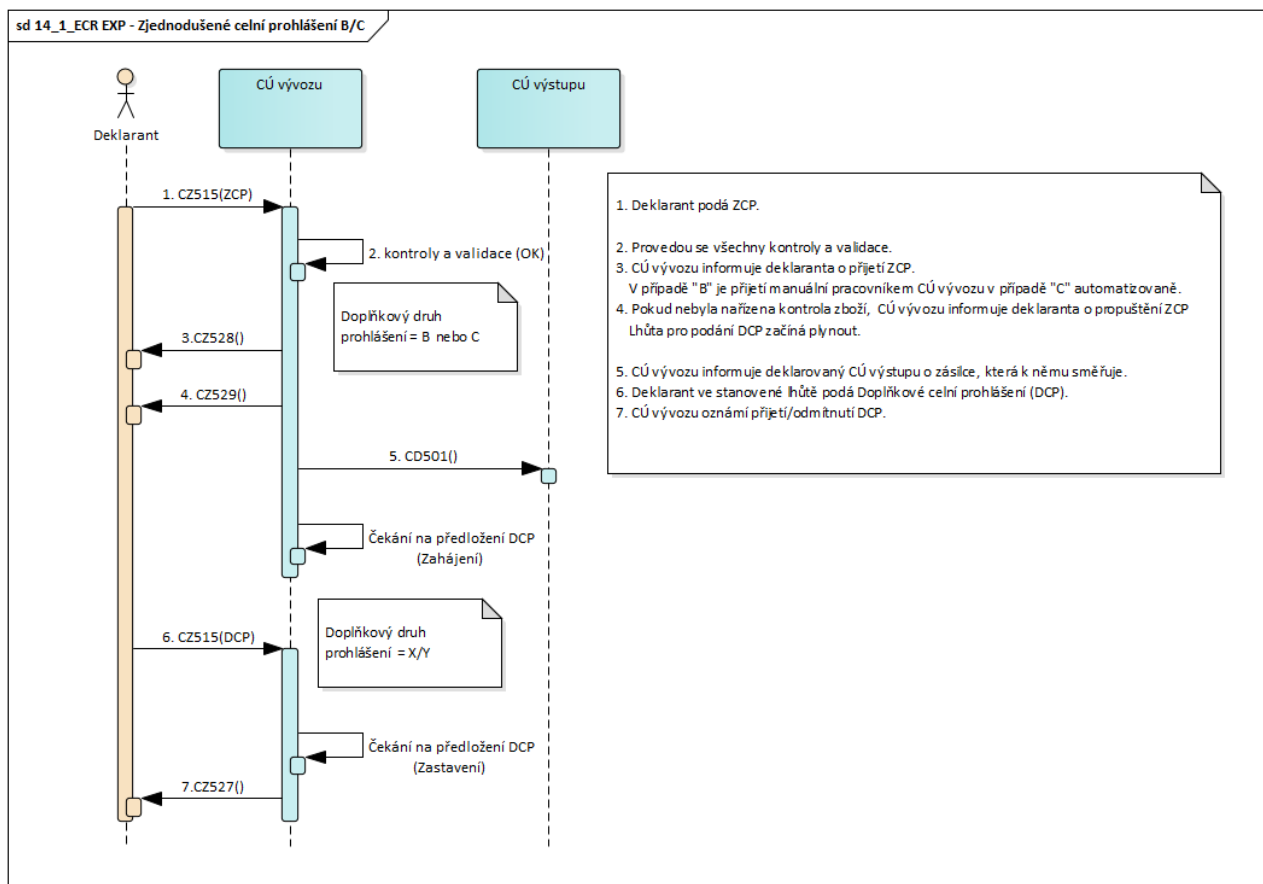 sd 14_1_ECR EXP - Zjednodušené celní prohlášení B/C
CÚ vývozu
CÚ výstupu
Deklarant
1. CZ515(ZCP)
2. kontroly a validace (OK)
Doplňkový druh
prohlášení = B nebo C
3.CZ528()
4. CZ529()
5. CD501()
Čekání na předložení DCP
(Zahájení)
6. CZ515(DCP)
Doplňkový druh
prohlášení = X/Y
Čekání na předložení DCP
(Zastavení)
7.CZ527()
1. Deklarant podá ZCP.
2. Provedou se všechny kontroly a validace.
3. CÚ vývozu informuje deklaranta o přijetí ZCP.
V případě "B" je přijetí manuální pracovníkem CÚ vývozu v případě "C" automatizovaně.
4. Pokud nebyla nařízena kontrola zboží, CÚ vývozu informuje deklaranta o propuštění ZCP
Lhůta pro podání DCP začíná plynout.
5. CÚ vývozu informuje deklarovaný CÚ výstupu o zásilce, která k němu směřuje.
6. Deklarant ve stanovené lhůtě podá Doplňkové celní prohlášení (DCP).
7. CÚ vývozu oznámí přijetí/odmítnutí DCP.